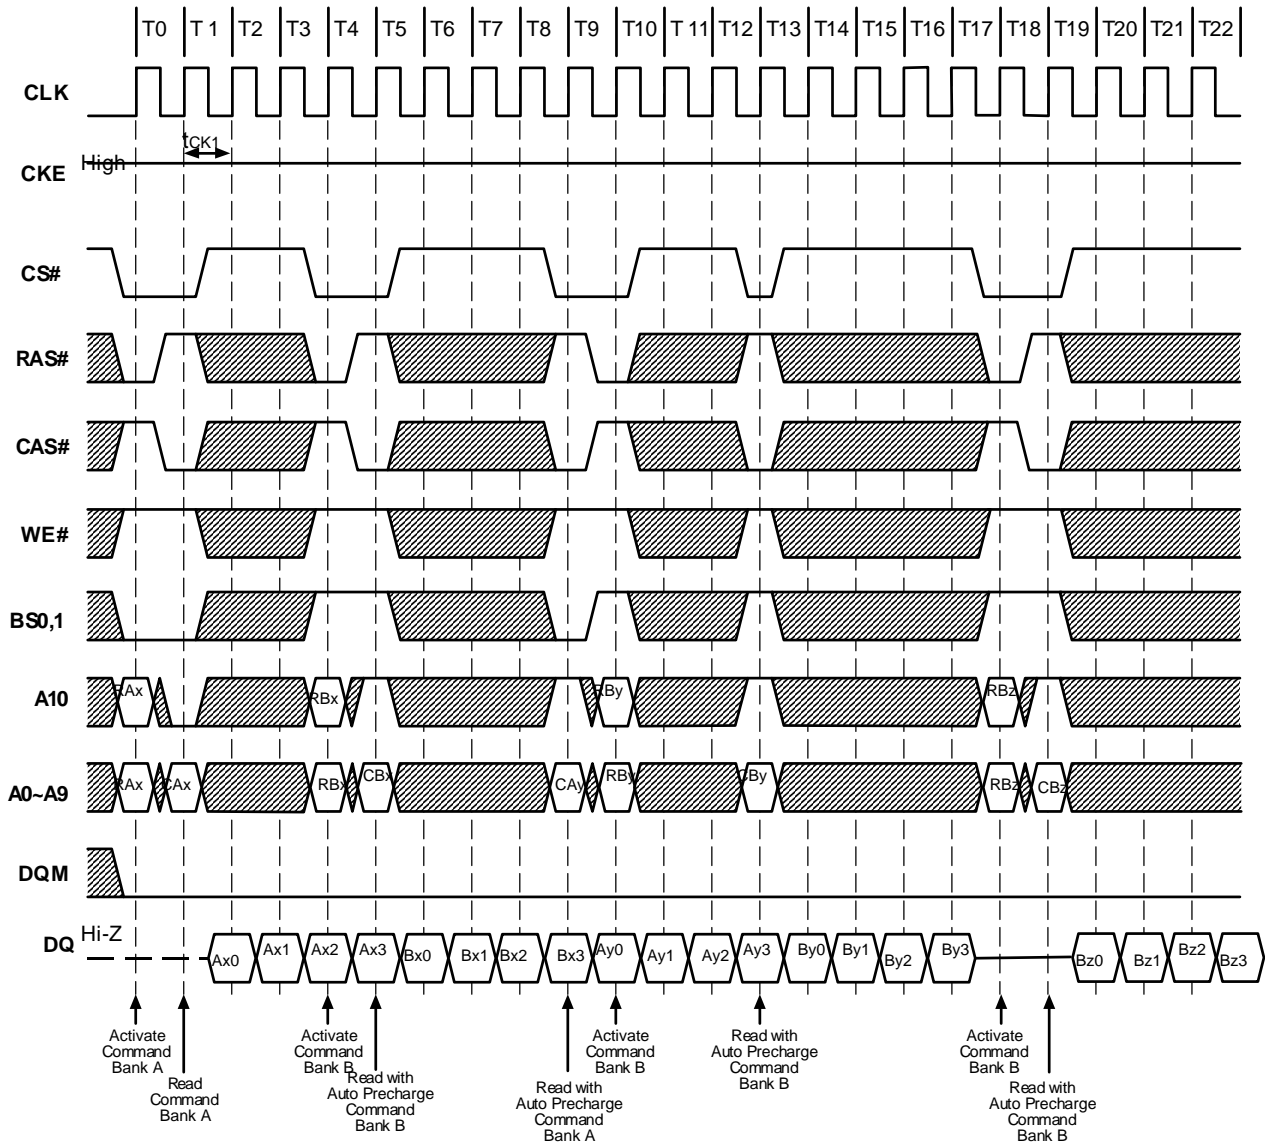 T0 T 1 T2 T3 T4 T5 T6 T7 T8 T9 T10 T 11 T12 T13 T14 T15 T16 T17 T18 T19 T20 T21 T22
CLK
tCK1
High
CKE
CS#
RAS#
CAS#
WE#
BS0,1
A10 RAx RBx RBy RBz
A0~A9 RAx CAx RBx CBx CAy RBy CBy RBz CBz
DQM
DQ Hi-Z Ax0 Ax1 Ax2 Ax3 Bx0 Bx1 Bx2 Bx3 Ay0 Ay1 Ay2 Ay3 By0 By1 By2 By3 Bz0 Bz1 Bz2 Bz3
Activate
Command
Bank A
Read
Command
Bank A
Activate
Command
Bank B
Read with
Auto Precharge
Command
Bank B
Read with
Auto Precharge
Command
Bank A
Activate
Command
Bank B
Read with
Auto Precharge
Command
Bank B
Activate
Command
Bank B
Read with
Auto Precharge
Command
Bank B